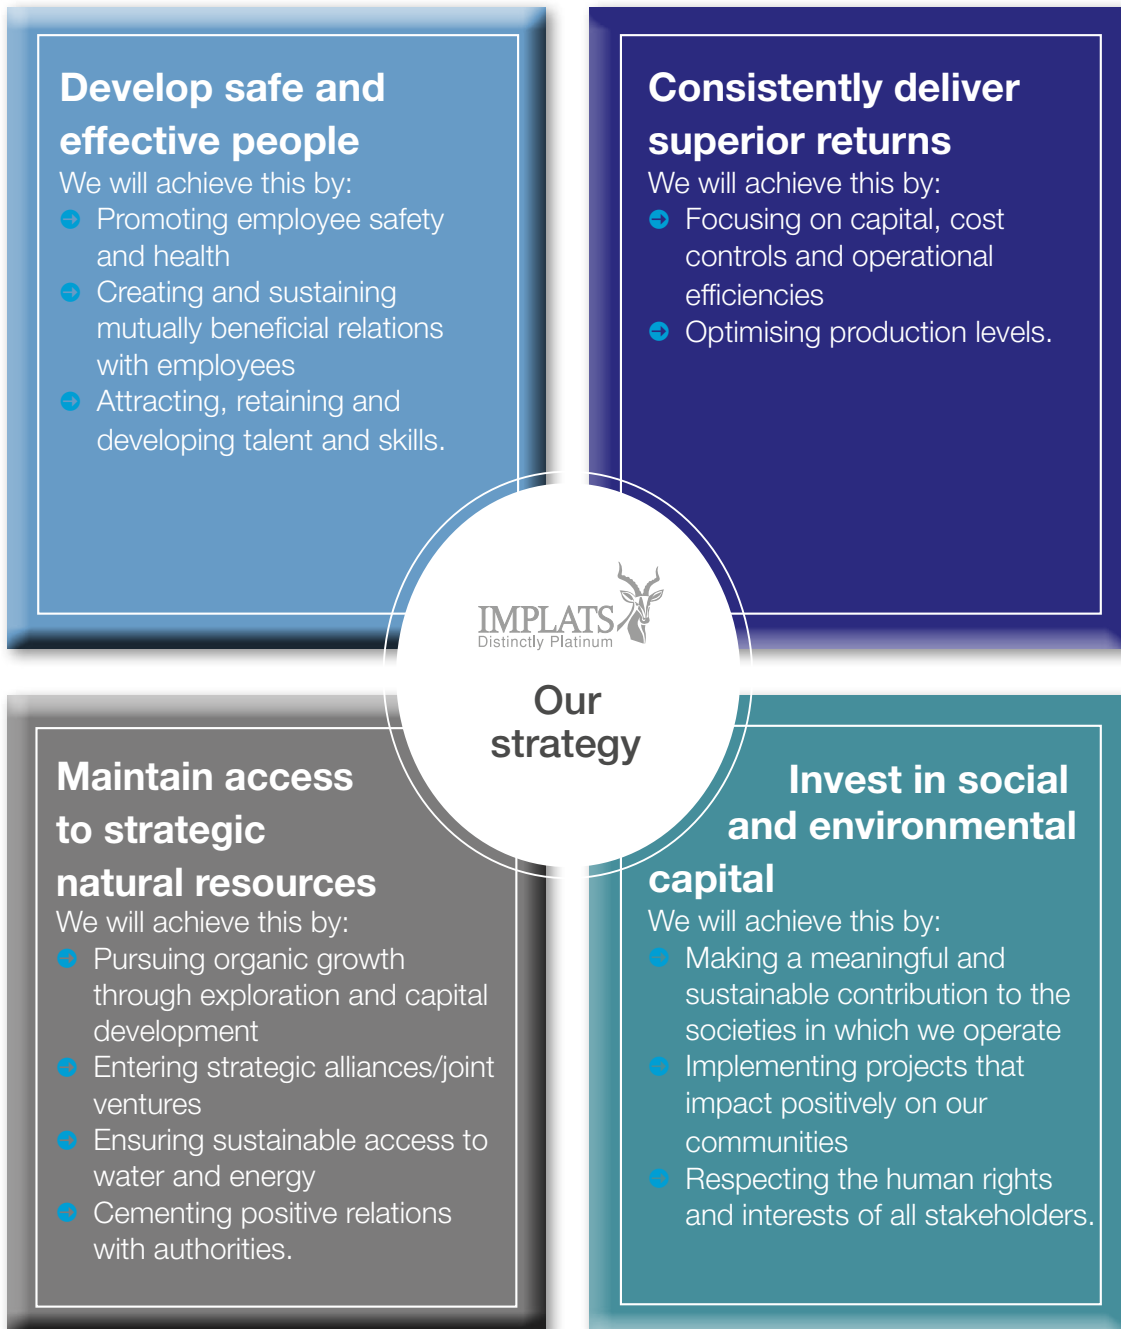 Develop safe and
effective people
We will achieve this by:
Promoting employee safety
and health
Creating and sustaining
mutually beneficial relations
with employees
Attracting, retaining and
developing talent and skills.
Consistently deliver
superior returns
We will achieve this by:
Focusing on capital, cost
controls and operational
efficiencies
Optimising production levels.
IMPLATS
Distinctly Platinum
Our
strategy
Maintain access
to strategic
natural resources
We will achieve this by:
Pursuing organic growth
through exploration and capital
development
Entering strategic alliances/joint
ventures
Ensuring sustainable access to
water and energy
Cementing positive relations
with authorities.
Invest in social
and environmental
capital
We will achieve this by:
Making a meaningful and
sustainable contribution to the
societies in which we operate
Implementing projects that
impact positively on our
communities
Respecting the human rights
and interests of all stakeholders.